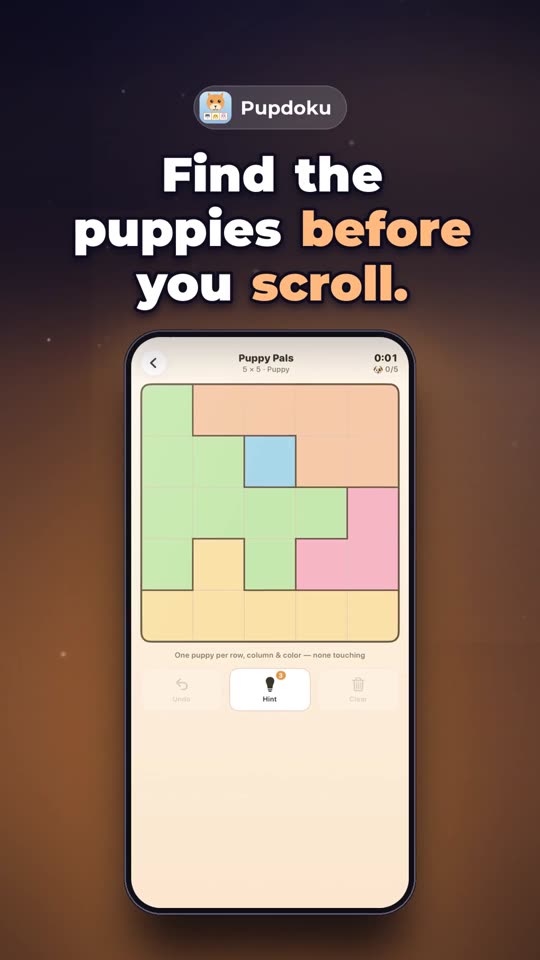 Pupdoku
Find the
puppies before
you scroll.
Puppy Pals
0:01
5 × 5 · Puppy
0/5
One puppy per row, column & color — none touching
3
Undo
Hint
Clear